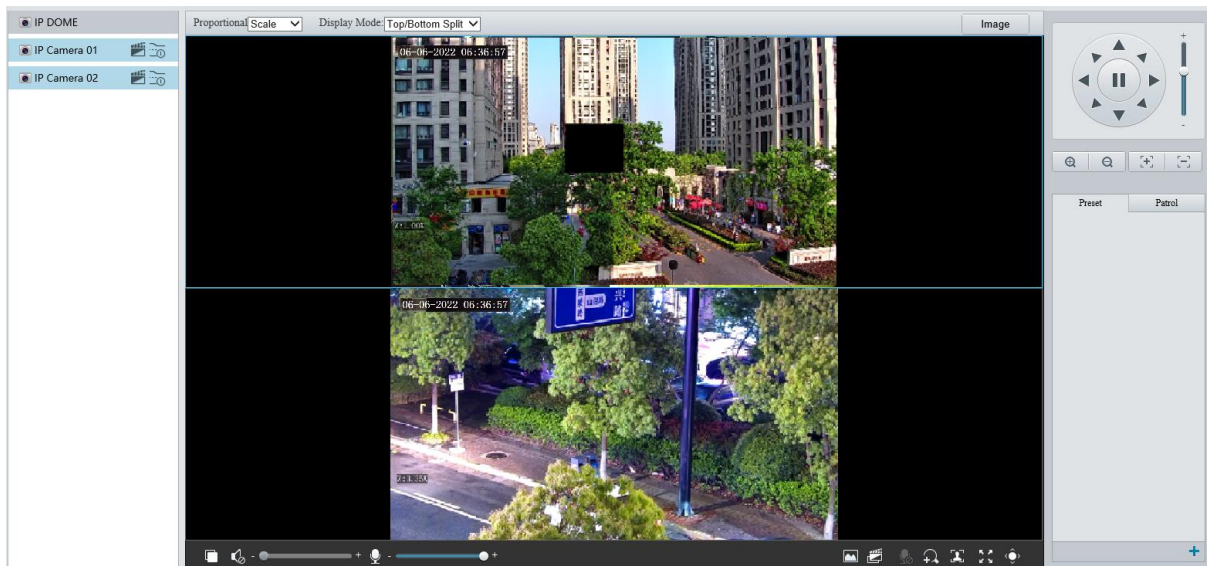 IP DOME
IP Camera 01
IP Camera 02
Proportional Scale
Display Mode: Top/Bottom Split
Image
06-06-2022 06:36:57
06-06-2022 06:36:57
+
-
Preset
Patrol
- +
- +
+